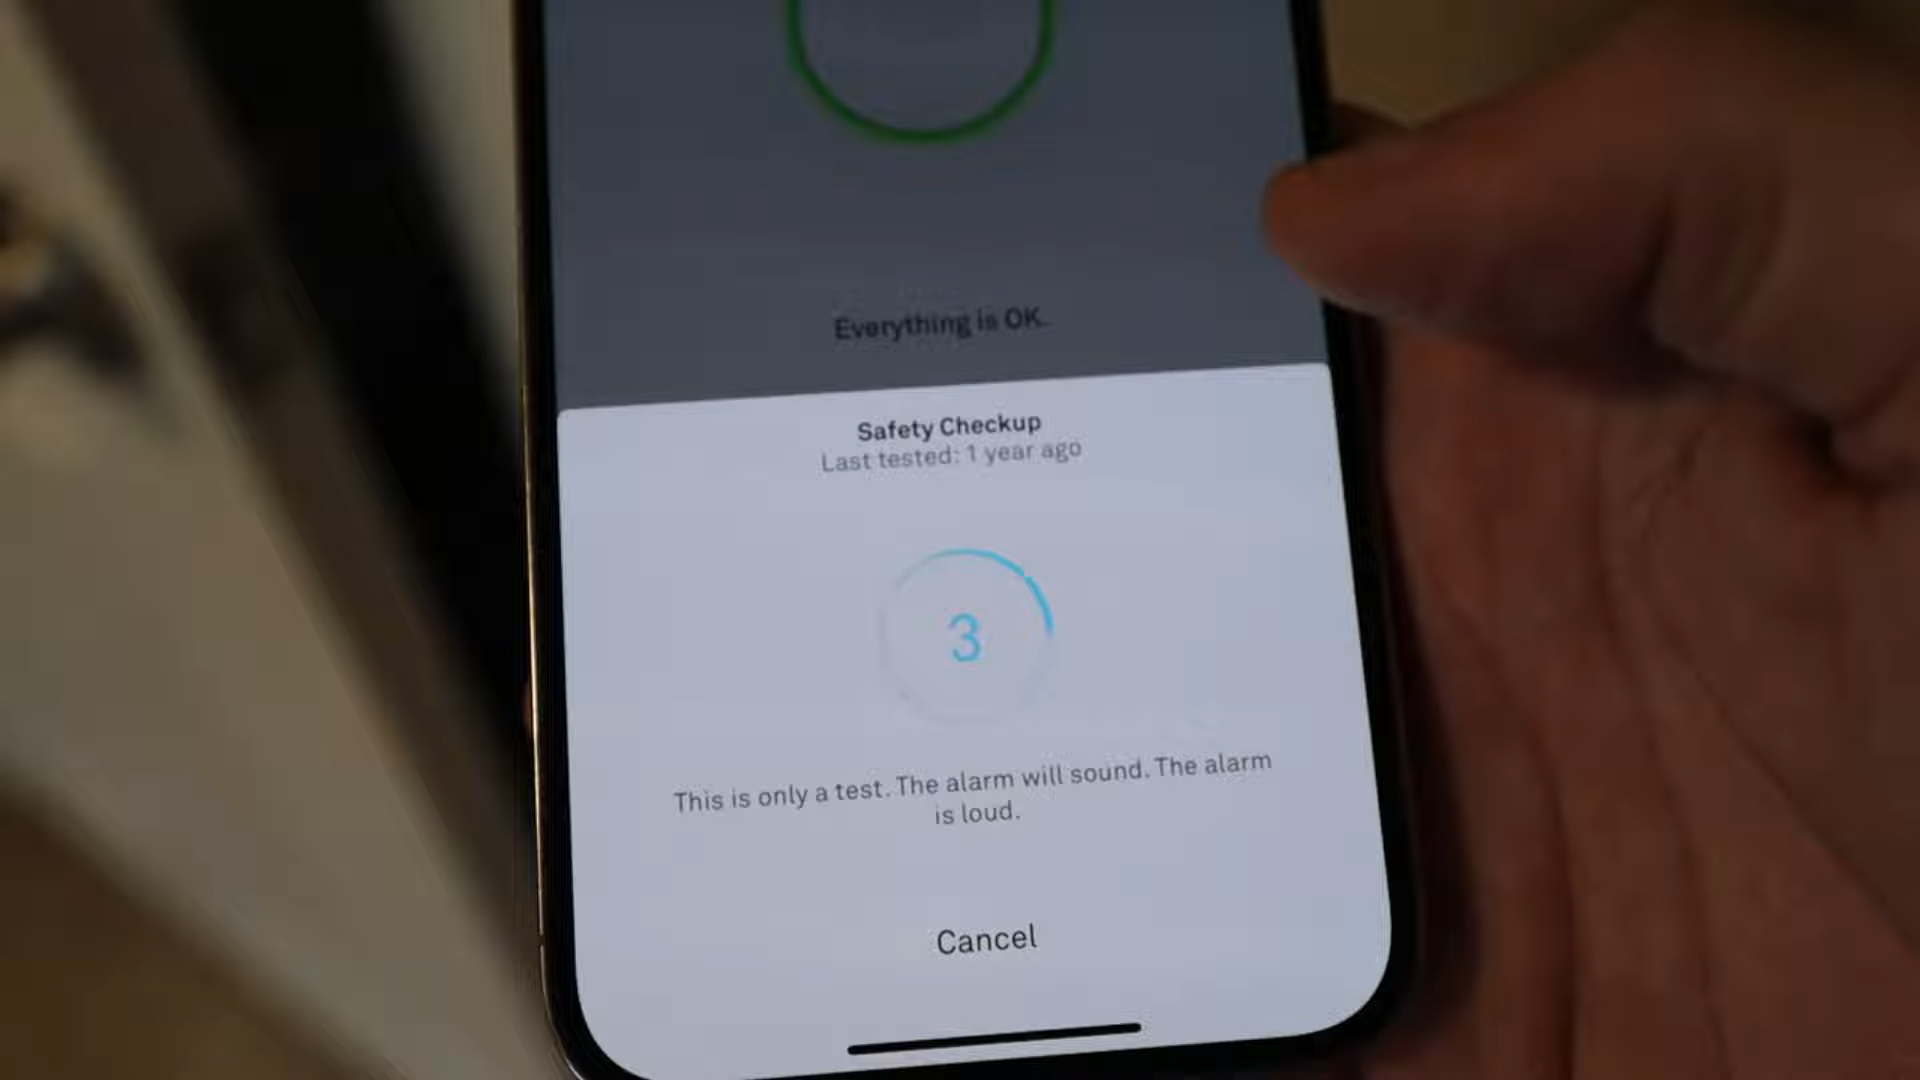 Everything is OK.
Safety Checkup
Last tested: 1 year ago
3
This is only a test. The alarm will sound. The alarm
is loud.
Cancel